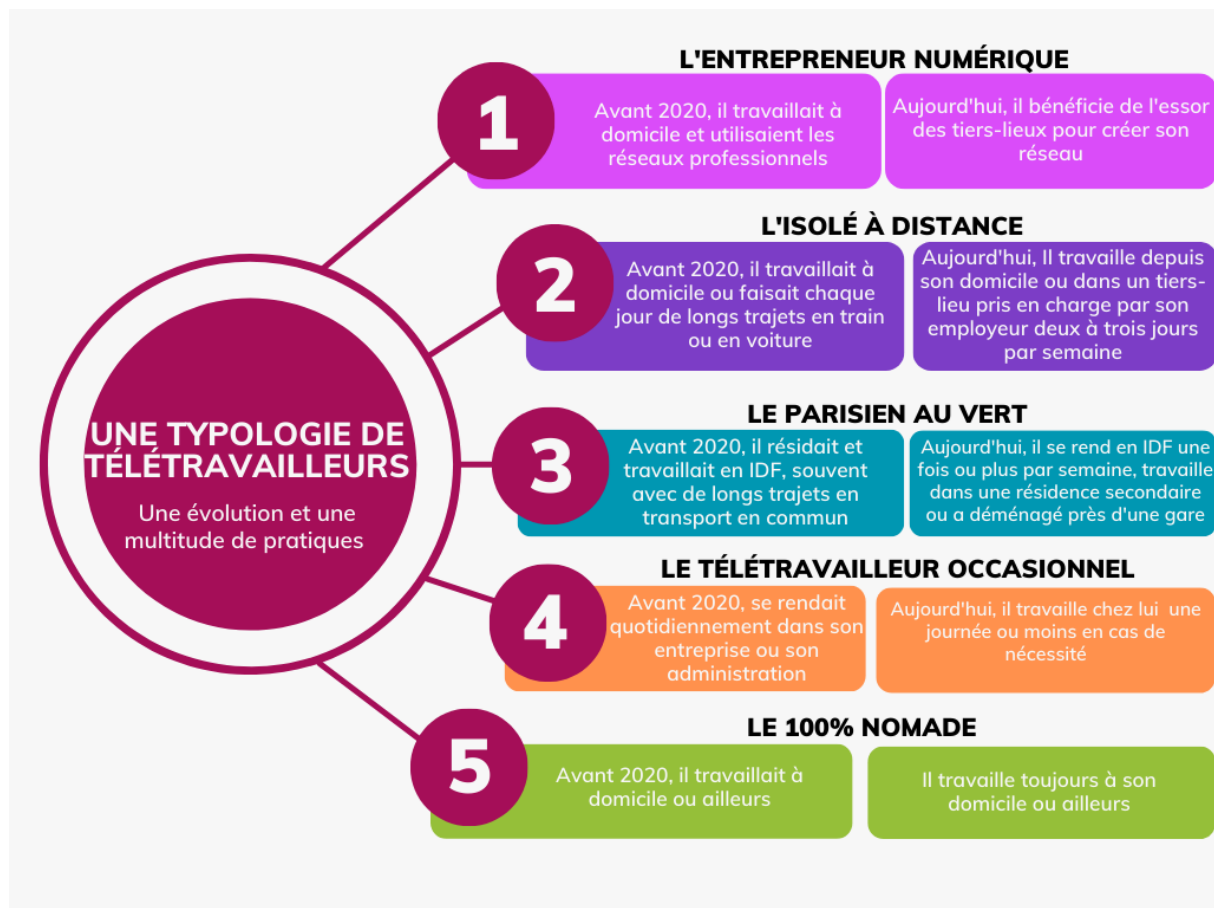 UNE TYPOLOGIE DE
TÉLÉTRAVAILLEURS
Une évolution et une
multitude de pratiques
1
L'ENTREPRENEUR NUMÉRIQUE
Avant 2020, il travaillait à
domicile et utilisaient les
réseaux professionnels
Aujourd'hui, il bénéficie de l'essor
des tiers-lieux pour créer son
réseau
2
L'ISOLÉ À DISTANCE
Avant 2020, il travaillait à
domicile ou faisait chaque
jour de longs trajets en train
ou en voiture
Aujourd'hui, Il travaille depuis
son domicile ou dans un tiers-
lieu pris en charge par son
employeur deux à trois jours
par semaine
3
LE PARISIEN AU VERT
Avant 2020, il résidait et
travaillait en IDF, souvent
avec de longs trajets en
transport en commun
Aujourd'hui, il se rend en IDF une
fois ou plus par semaine, travaille
dans une résidence secondaire
ou a déménagé près d'une gare
4
LE TÉLÉTRAVAILLEUR OCCASIONNEL
Avant 2020, se rendait
quotidiennement dans son
entreprise ou son
administration
Aujourd'hui, il travaille chez lui une
journée ou moins en cas de
nécessité
5
LE 100% NOMADE
Avant 2020, il travaillait à
domicile ou ailleurs
Il travaille toujours à son
domicile ou ailleurs